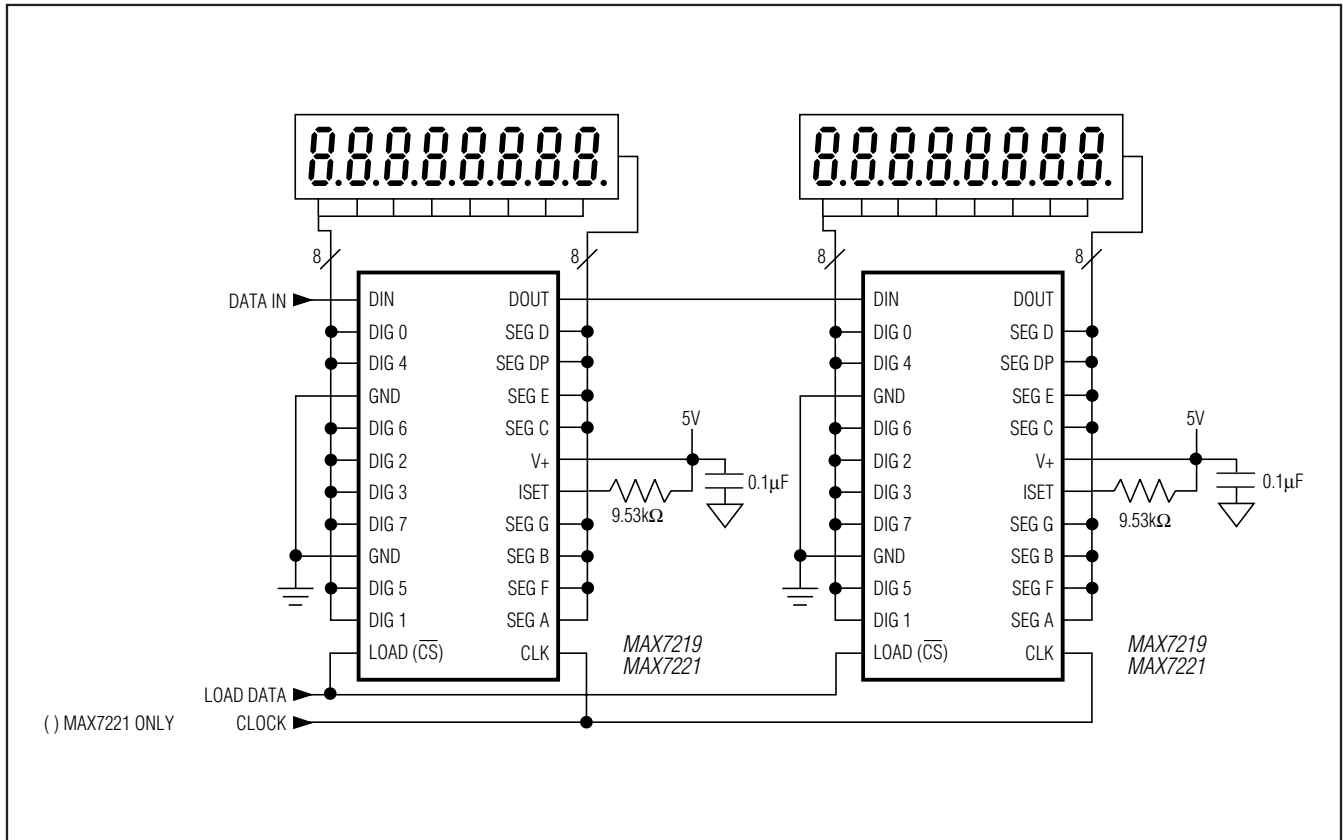 8.8.8.8.8.8.8.8.
8.8.8.8.8.8.8.8.
8
8
8
8
DATA IN
DIN
DIG 0
DIG 4
GND
DIG 6
DIG 2
DIG 3
DIG 7
GND
DIG 5
DIG 1
LOAD (C̅S̅)
DOUT
SEG D
SEG DP
SEG E
SEG C
V+
ISET
SEG G
SEG B
SEG F
SEG A
CLK
5V
0.1µF
9.53kΩ
MAX7219
MAX7221
DIN
DIG 0
DIG 4
GND
DIG 6
DIG 2
DIG 3
DIG 7
GND
DIG 5
DIG 1
LOAD (C̅S̅)
DOUT
SEG D
SEG DP
SEG E
SEG C
V+
ISET
SEG G
SEG B
SEG F
SEG A
CLK
5V
0.1µF
9.53kΩ
MAX7219
MAX7221
LOAD DATA
( ) MAX7221 ONLY
CLOCK